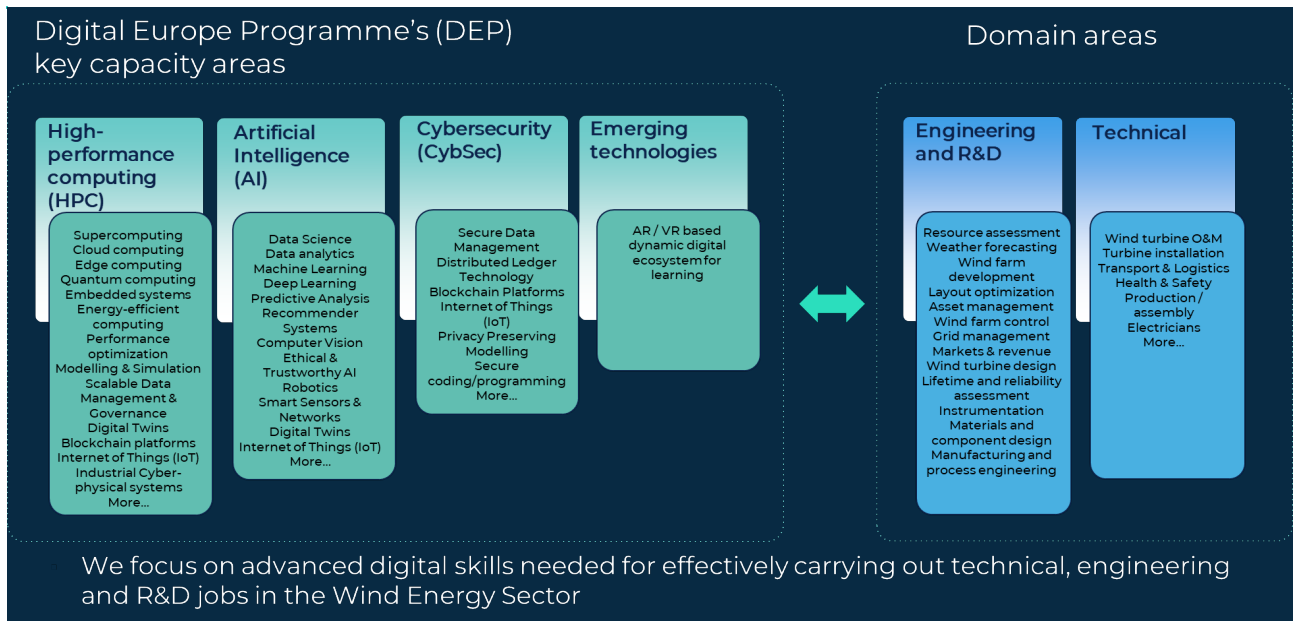 Digital Europe Programme’s (DEP)
key capacity areas
Domain areas
High-
performance
computing
(HPC)
Supercomputing
Cloud computing
Edge computing
Quantum computing
Embedded systems
Energy-efficient
computing
Performance
optimization
Modelling & Simulation
Scalable Data
Management &
Governance
Digital Twins
Blockchain platforms
Internet of Things (IoT)
Industrial Cyber-
physical systems
More...
Artificial
Intelligence
(AI)
Data Science
Data analytics
Machine Learning
Deep Learning
Predictive Analysis
Recommender
Systems
Computer Vision
Ethical &
Trustworthy AI
Robotics
Smart Sensors &
Networks
Digital Twins
Internet of Things (IoT)
More...
Cybersecurity
(CybSec)
Secure Data
Management
Distributed Ledger
Technology
Blockchain Platforms
Internet of Things
(IoT)
Privacy Preserving
Modelling
Secure
coding/programming
More...
Emerging
technologies
AR / VR based
dynamic digital
ecosystem for
learning
Engineering
and R&D
Resource assessment
Weather forecasting
Wind farm
development
Layout optimization
Asset management
Wind farm control
Grid management
Markets & revenue
Wind turbine design
Lifetime and reliability
assessment
Instrumentation
Materials and
component design
Manufacturing and
process engineering
Technical
Wind turbine O&M
Turbine installation
Transport & Logistics
Health & Safety
Production /
assembly
Electricians
More...
We focus on advanced digital skills needed for effectively carrying out technical, engineering
and R&D jobs in the Wind Energy Sector